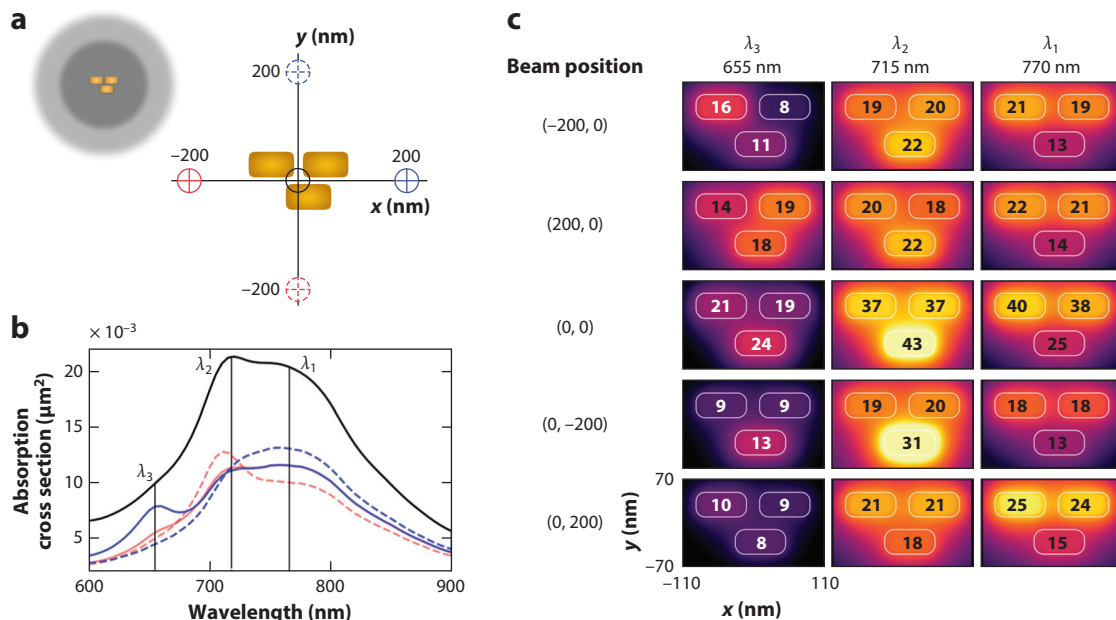 a
y (nm)
200
−200
200
x (nm)
−200
b
× 10⁻³
20
15
10
5
λ₃
λ₂
λ₁
Absorption
cross section (μm²)
600 700 800 900
Wavelength (nm)
c
λ₃ λ₂ λ₁
Beam position 655 nm 715 nm 770 nm
(−200, 0)
16 8 19 20 21 19
11 22 13
(200, 0)
14 19 20 18 22 21
18 22 14
(0, 0)
21 19 37 37 40 38
24 43 25
(0, −200)
9 9 19 20 18 18
13 31 13
(0, 200)
10 9 21 21 25 24
8 18 15
70
y (nm)
−70
−110 110
x (nm)